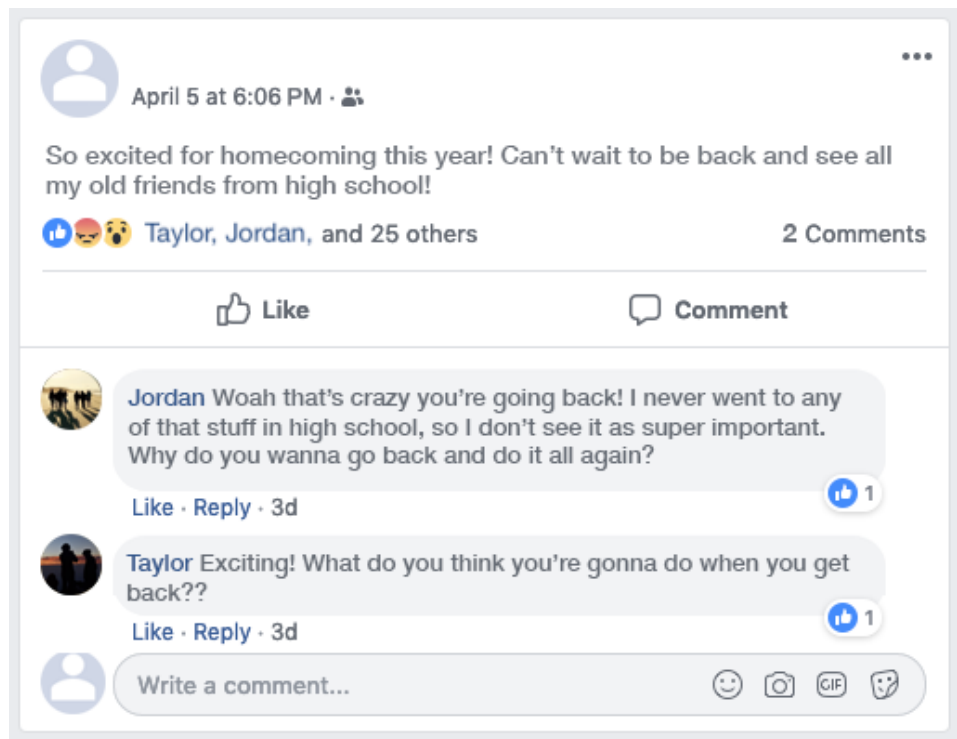 April 5 at 6:06 PM ·
So excited for homecoming this year! Can't wait to be back and see all
my old friends from high school!
Taylor, Jordan, and 25 others 2 Comments
Like Comment
Jordan Woah that's crazy you're going back! I never went to any
of that stuff in high school, so I don't see it as super important.
Why do you wanna go back and do it all again?
1
Like · Reply · 3d
Taylor Exciting! What do you think you're gonna do when you get
back??
1
Like · Reply · 3d
Write a comment... GIF